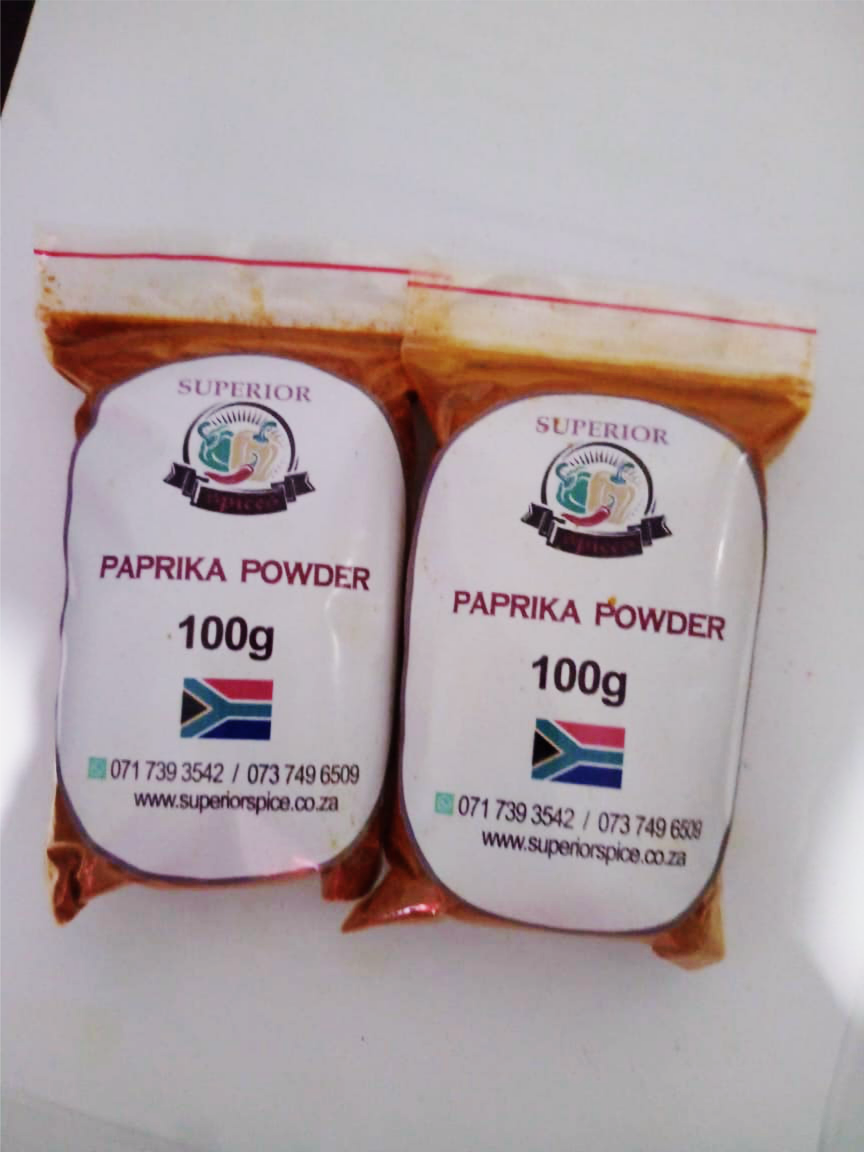 SUPERIOR
Spices
PAPRIKA POWDER
100g
071 739 3542 / 073 749 6509
www.superiorspice.co.za
SUPERIOR
Spices
PAPRIKA POWDER
100g
071 739 3542 / 073 749 6509
www.superiorspice.co.za